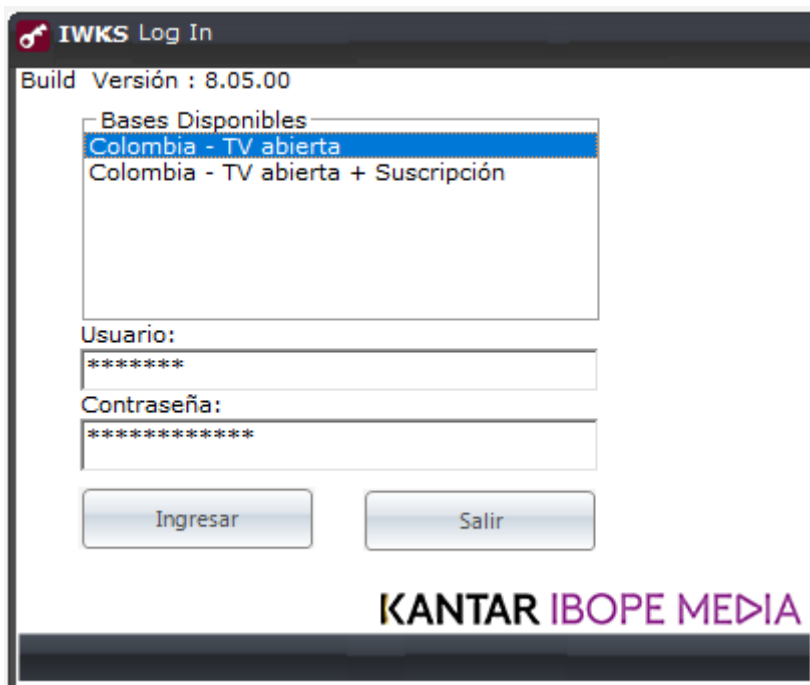 IWKS Log In
Build Versión : 8.05.00
Bases Disponibles
Colombia - TV abierta
Colombia - TV abierta + Suscripción
Usuario:
*******
Contraseña:
************
Ingresar Salir
KANTAR IBOPE MEDIA